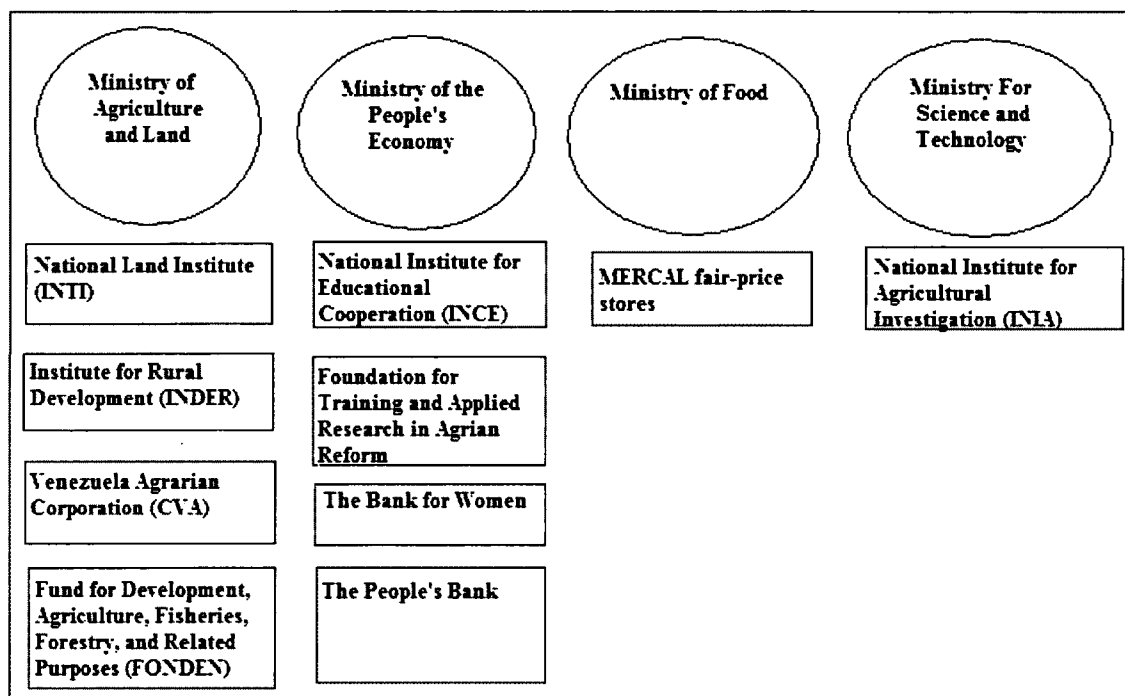 Ministry of
Agriculture
and Land
Ministry of the
People's
Economy
Ministry of Food
Ministry For
Science and
Technology
National Land Institute
(INTI)
Institute for Rural
Development (INDER)
Venezuela Agrarian
Corporation (CVA)
Fund for Development,
Agriculture, Fisheries,
Forestry, and Related
Purposes (FONDEN)
National Institute for
Educational
Cooperation (INCE)
Foundation for
Training and Applied
Research in Agrian
Reform
The Bank for Women
The People's Bank
MERCAL fair-price
stores
National Institute for
Agricultural
Investigation (INIA)